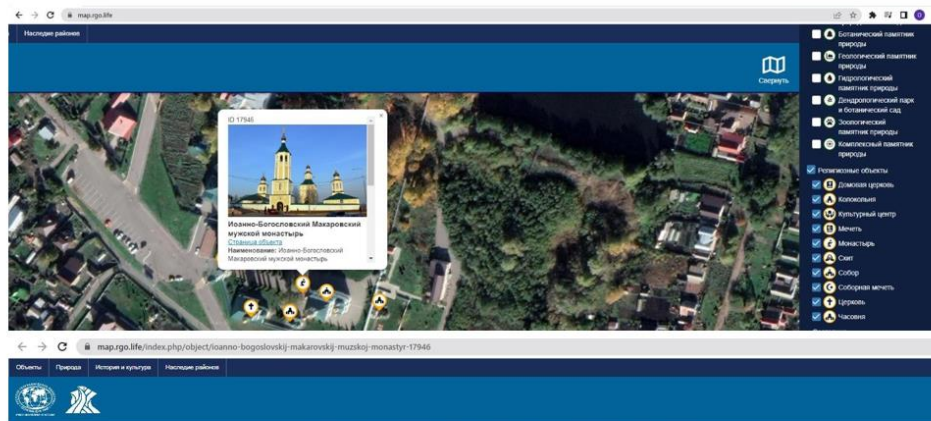 map.rgo.life
Наследие районов
Свернуть
Ботанический памятник
природы
Геологический памятник
природы
Гидрологический
памятник природы
Дендрологический парк
и ботанический сад
Зоологический
памятник природы
Комплексный памятник
природы
Религиозные объекты
Домовая церковь
Колокольня
Культурный центр
Мечеть
Монастырь
Скит
Собор
Соборная мечеть
Церковь
Часовня
ID 17946
Иоанно-Богословский Макаровский
мужской монастырь
Страница объекта
Наименование: Иоанно-Богословский
Макаровский мужской монастырь
map.rgo.life/index.php/object/ioanno-bogoslovskij-makarovskij-muzskoj-monastyr-17946
Объекты Природа История и культура Наследие районов